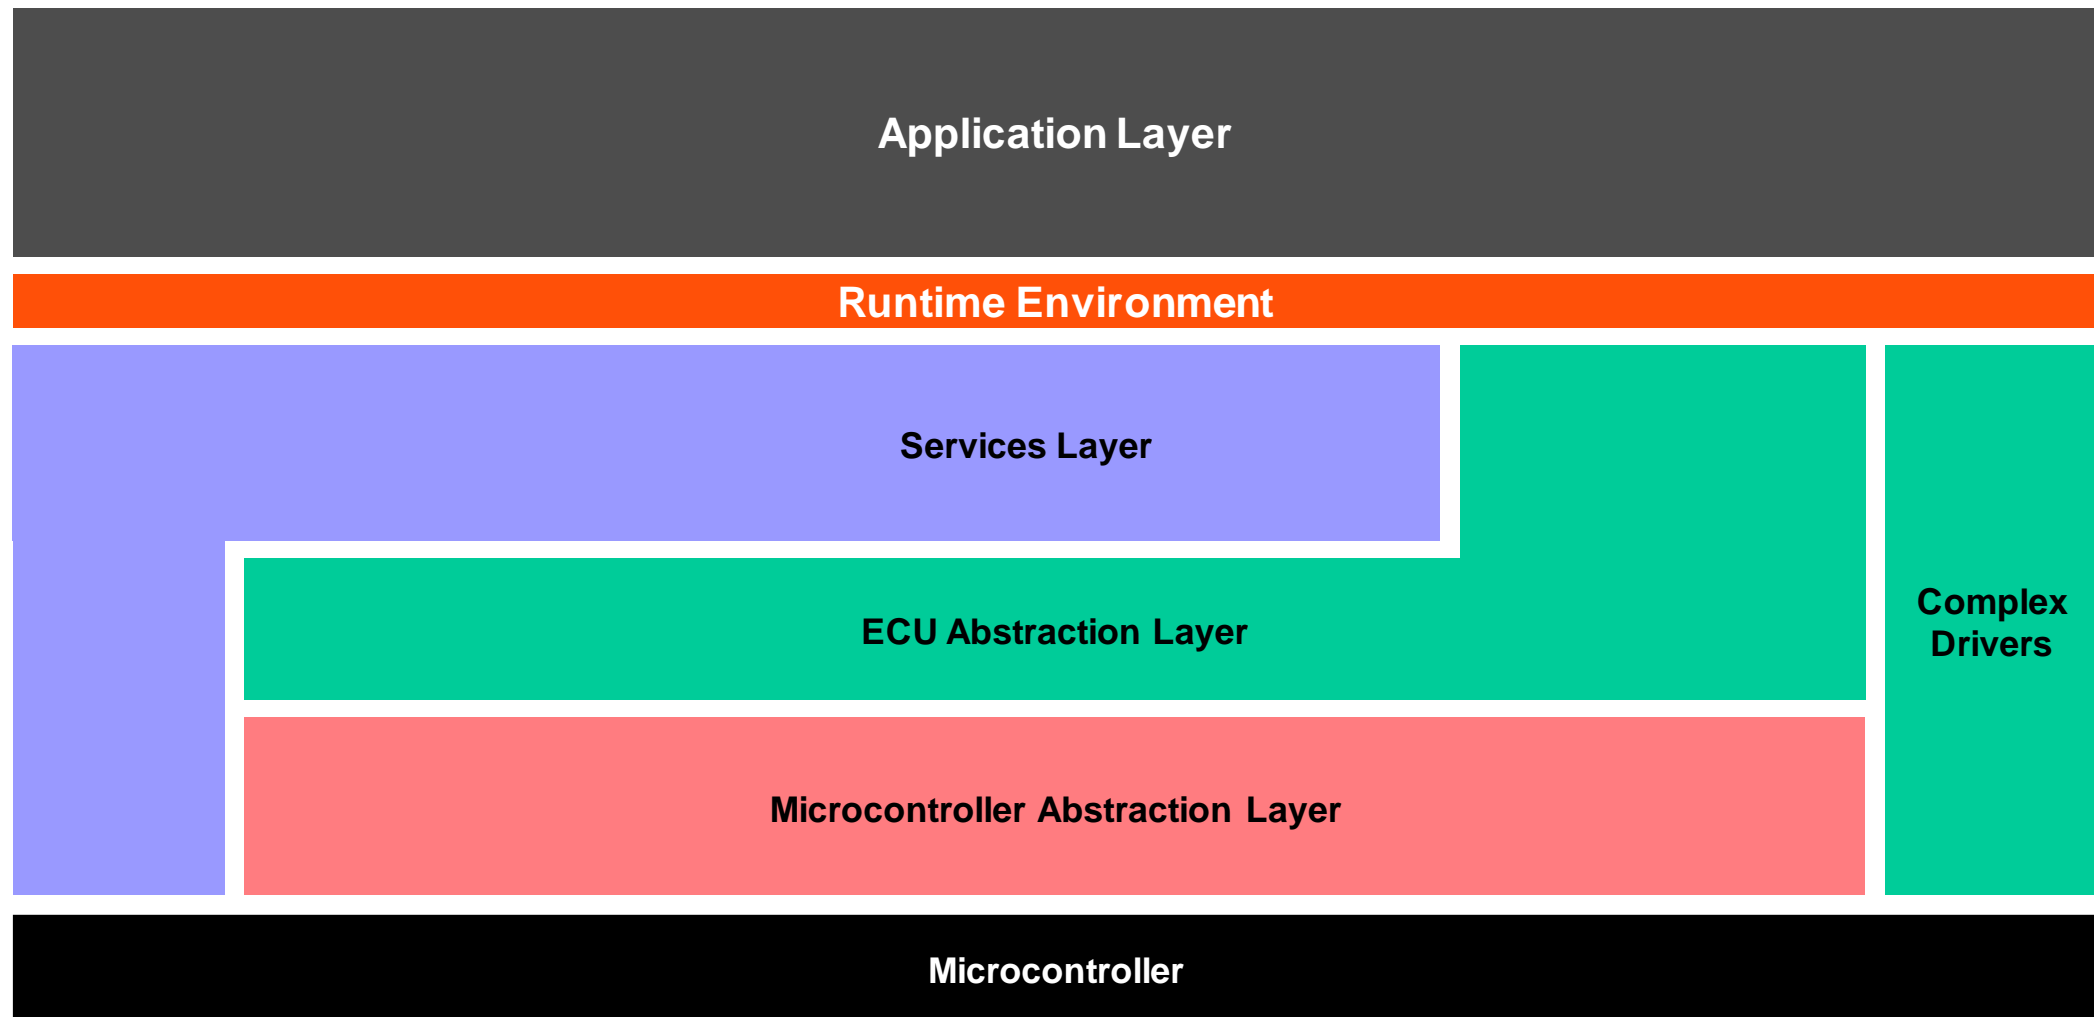 Application Layer
Runtime Environment
Services Layer
ECU Abstraction Layer
Complex
Drivers
Microcontroller Abstraction Layer
Microcontroller